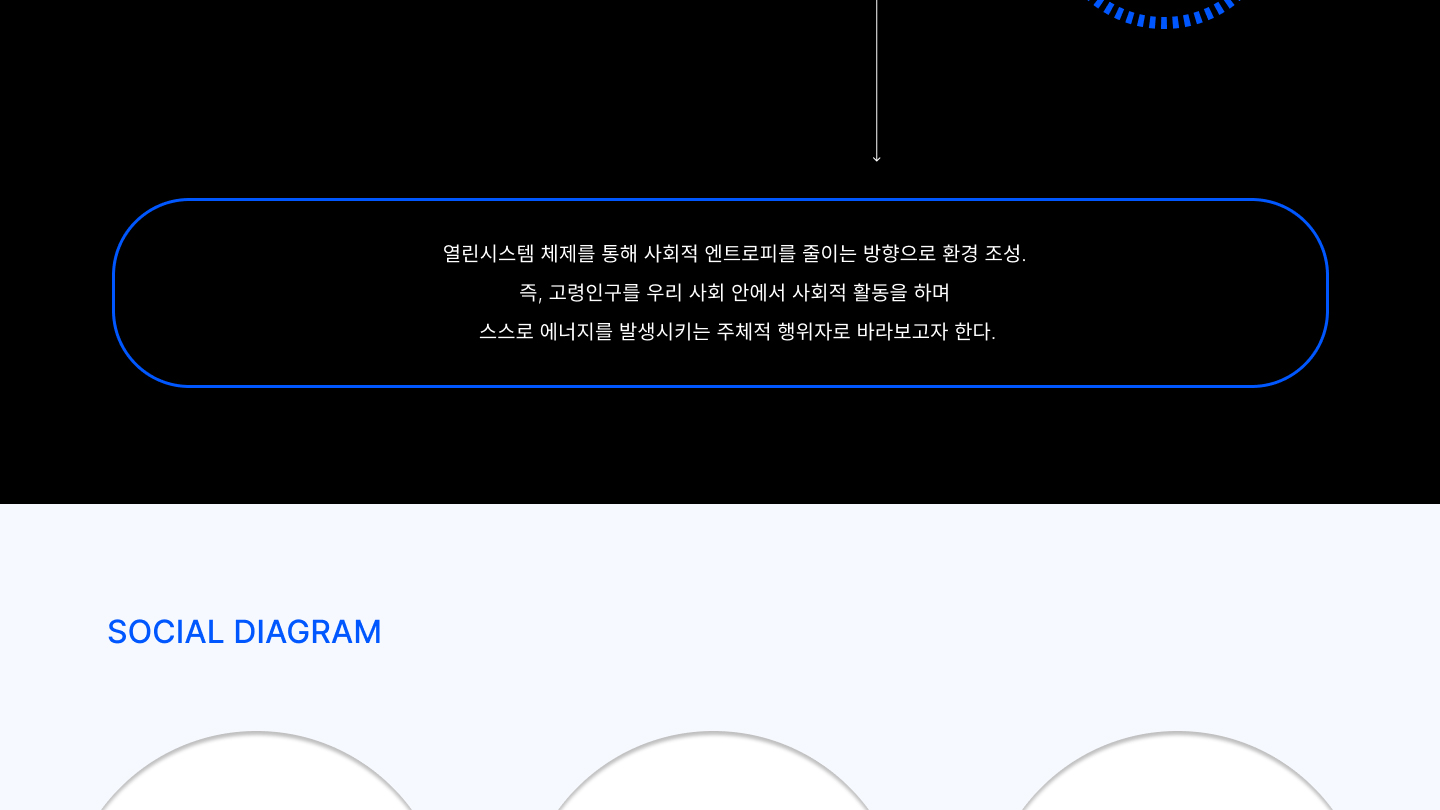 열린시스템 체제를 통해 사회적 엔트로피를 줄이는 방향으로 환경 조성.
즉, 고령인구를 우리 사회 안에서 사회적 활동을 하며
스스로 에너지를 발생시키는 주체적 행위자로 바라보고자 한다.
SOCIAL DIAGRAM